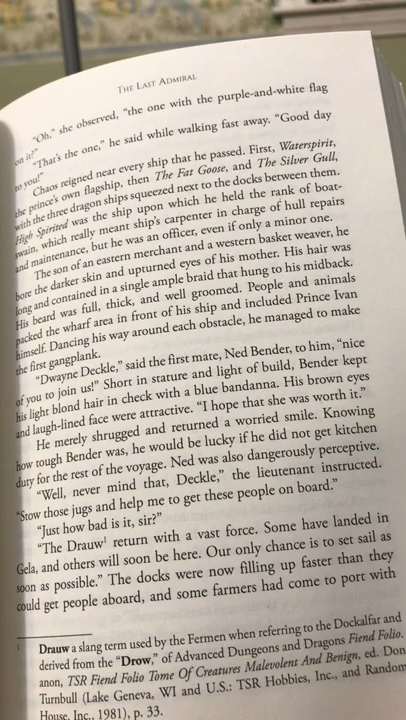 THE LAST ADMIRAL
"Oh," she observed, "the one with the purple-and-white flag
on it?"
"That's the one," he said while walking fast away. "Good day
to you!"
Chaos reigned near every ship that he passed. First, Waterspirit,
the prince's own flagship, then The Fat Goose, and The Silver Gull,
with the three dragon ships squeezed next to the docks between them.
High Spirited was the ship upon which he held the rank of boat-
swain, which really meant ship's carpenter in charge of hull repairs
and maintenance, but he was an officer, even if only a minor one.
The son of an eastern merchant and a western basket weaver, he
bore the darker skin and upturned eyes of his mother. His hair was
long and contained in a single ample braid that hung to his midback.
His beard was full, thick, and well groomed. People and animals
packed the wharf area in front of his ship and included Prince Ivan
himself. Dancing his way around each obstacle, he managed to make
the first gangplank.
"Dwayne Deckle," said the first mate, Ned Bender, to him, "nice
of you to join us!" Short in stature and light of build, Bender kept
his light blond hair in check with a blue bandanna. His brown eyes
and laugh-lined face were attractive. "I hope that she was worth it."
He merely shrugged and returned a worried smile. Knowing
how tough Bender was, he would be lucky if he did not get kitchen
duty for the rest of the voyage. Ned was also dangerously perceptive.
"Well, never mind that, Deckle," the lieutenant instructed.
"Stow those jugs and help me to get these people on board."
"Just how bad is it, sir?"
"The Drauw¹ return with a vast force. Some have landed in
Gela, and others will soon be here. Our only chance is to set sail as
soon as possible." The docks were now filling up faster than they
could get people aboard, and some farmers had come to port with
1 Drauw a slang term used by the Fermen when referring to the Dockalfar and
derived from the "Drow," of Advanced Dungeons and Dragons Fiend Folio.
anon, TSR Fiend Folio Tome Of Creatures Malevolent And Benign, ed. Don
Turnbull (Lake Geneva, WI and U.S.: TSR Hobbies, Inc., and Random
House, Inc., 1981), p. 33.